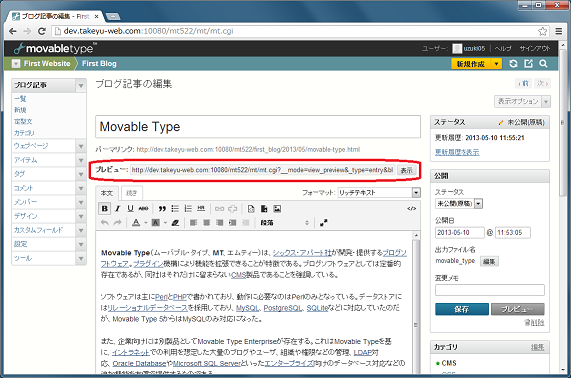 ブログ記事の編集 - First
dev.takeyu-web.com:10080/mt522/mt/mt.cgi
movabletype
ユーザー: uzuki05 ヘルプ サインアウト
First Website First Blog
新規作成
ブログ記事
一覧
新規
定型文
カテゴリ
ウェブページ
アイテム
タグ
コメント
メンバー
デザイン
カスタムフィールド
設定
ツール
ブログ記事の編集
‹前 次›
表示オプション
Movable Type
パーマリンク: http://dev.takeyu-web.com:10080/mt522/first_blog/2013/05/movable-type.html
プレビュー: http://dev.takeyu-web.com:10080/mt522/mt/mt.cgi?__mode=view_preview&_type=entry&bl 表示
本文 続き
フォーマット: リッチテキスト
B I U S A
段落
Movable Type(ムーバブル・タイプ、MT, エムティー)は、シックス・アパート社が開発・提供するブログソ
フトウェア。プラグイン機構により機能を拡張できることが特徴である。ブログソフトウェアとしては定番的
存在であるが、同社はそれだけに留まらないCMS製品であることを強調している。
ソフトウェアは主にPerlとPHPで書かれており、動作に必要なのはPerlのみとなっている。データストアに
はリレーショナルデータベースを採用しており、MySQL、PostgreSQL、SQLiteなどに対応していたのだ
が、Movable Type 5からはMySQLのみ対応になった。
また、企業向けには別製品としてMovable Type Enterpriseが存在する。これはMovable Typeを基
に、イントラネットでの利用を想定した大量のブログやユーザ、組織や権限などの管理、LDAP対
応、Oracle DatabaseやMicrosoft SQL Serverといったエンタープライズ向けのデータベース対応などの
ステータス 未公開(原稿)
更新履歴: 2013-05-10 11:55:21
更新履歴を表示
公開
ステータス
未公開(原稿)
公開日
2013-05-10 @ 11:53:05
出力ファイル名
movable_type 編集
変更メモ
保存 プレビュー
削除
カテゴリ 編集
CMS